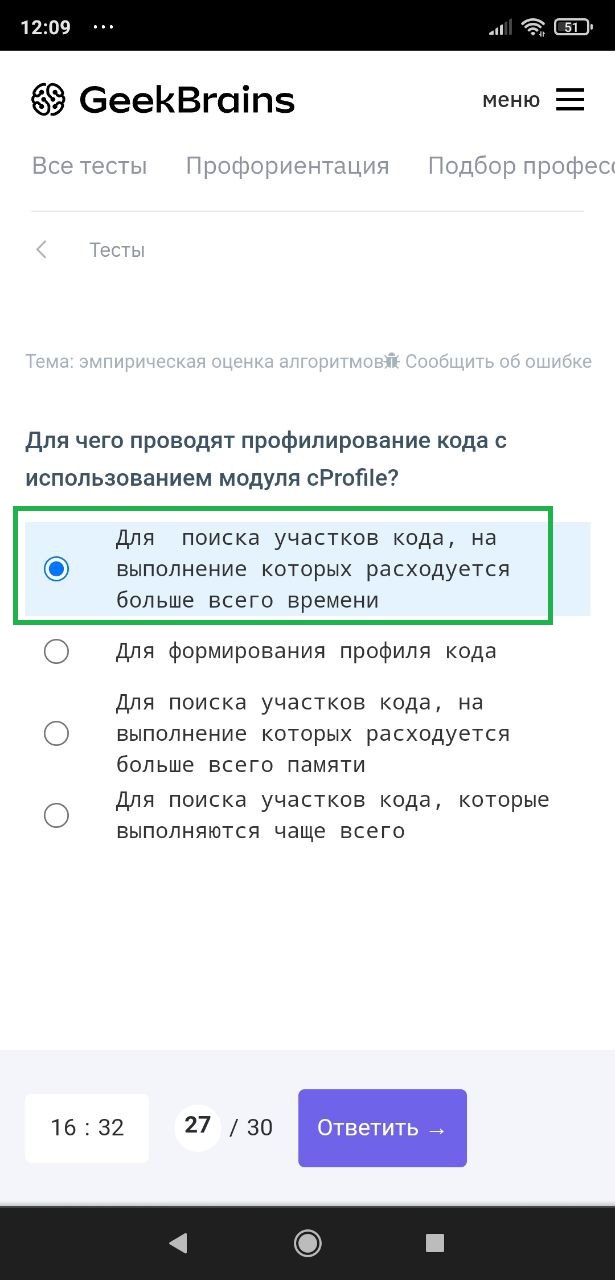 12:09 ... 51
GeekBrains меню
Все тесты Профориентация Подбор професс
Тесты
Тема: эмпирическая оценка алгоритмов Сообщить об ошибке
Для чего проводят профилирование кода с
использованием модуля cProfile?
Для поиска участков кода, на
выполнение которых расходуется
больше всего времени
Для формирования профиля кода
Для поиска участков кода, на
выполнение которых расходуется
больше всего памяти
Для поиска участков кода, которые
выполняются чаще всего
16 : 32 27 / 30 Ответить →